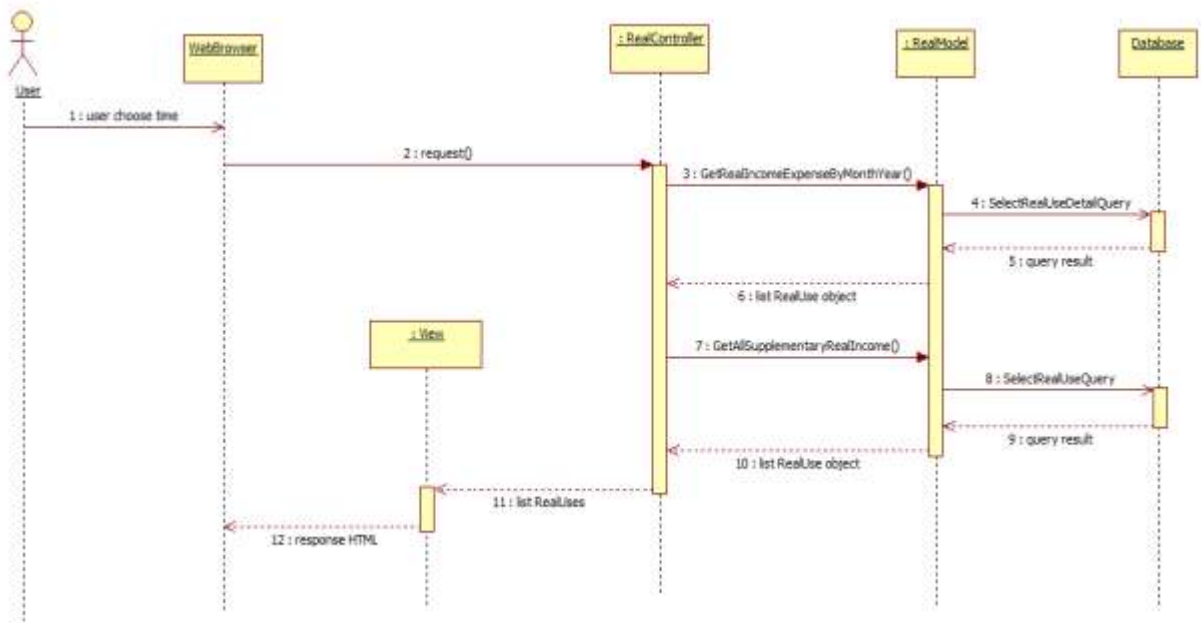 User
WebBrowser
: RealController
: RealModel
Database
1 : user choose time
2 : request()
3 : GetRealIncomeExpenseByMonthYear()
4 : SelectRealUseDetailQuery
5 : query result
6 : list RealUse object
: View
7 : GetAllSupplementaryRealIncome()
8 : SelectRealUseQuery
9 : query result
10 : list RealUse object
11 : list RealUses
12 : response HTML